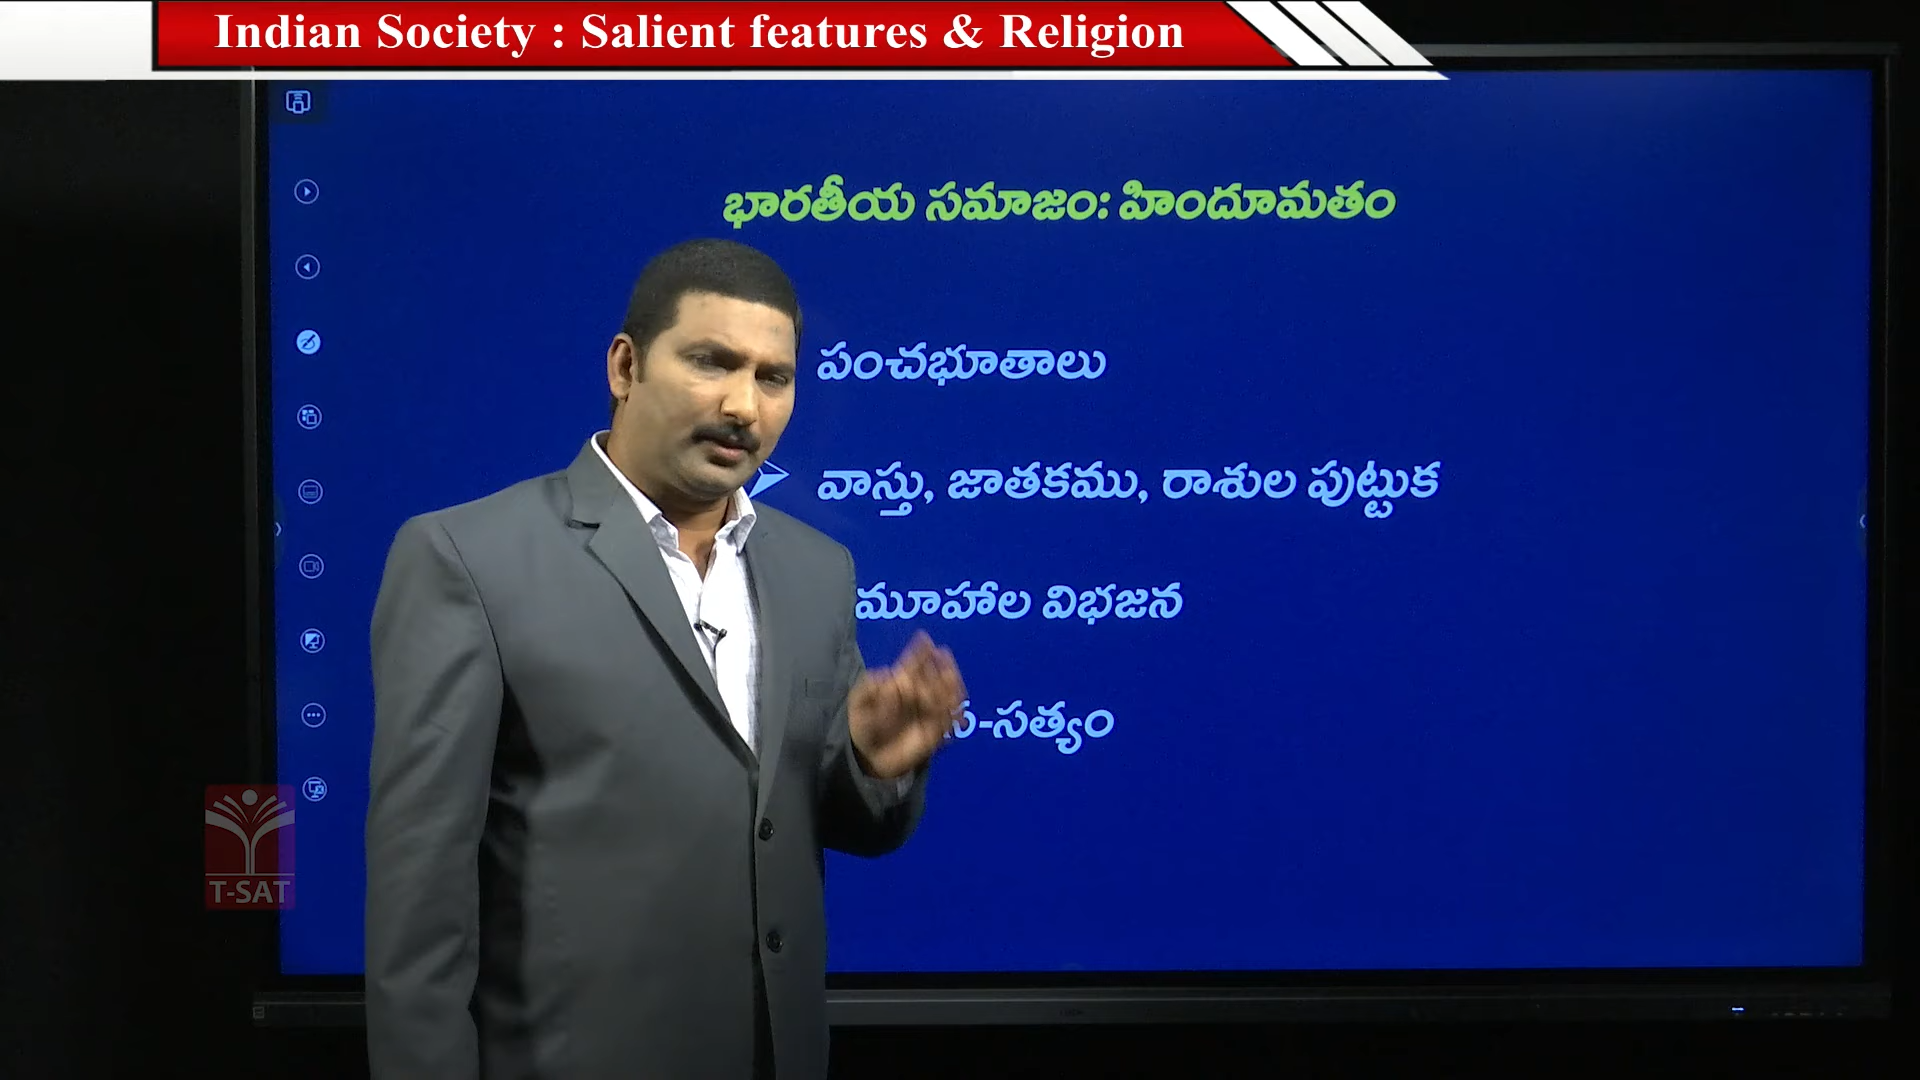 Indian Society : Salient features & Religion
భారతీయ సమాజం: హిందూమతం
పంచభూతాలు
వాస్తు, జాతకము, రాశుల పుట్టుక
విభజన
సత్యం
T-SAT